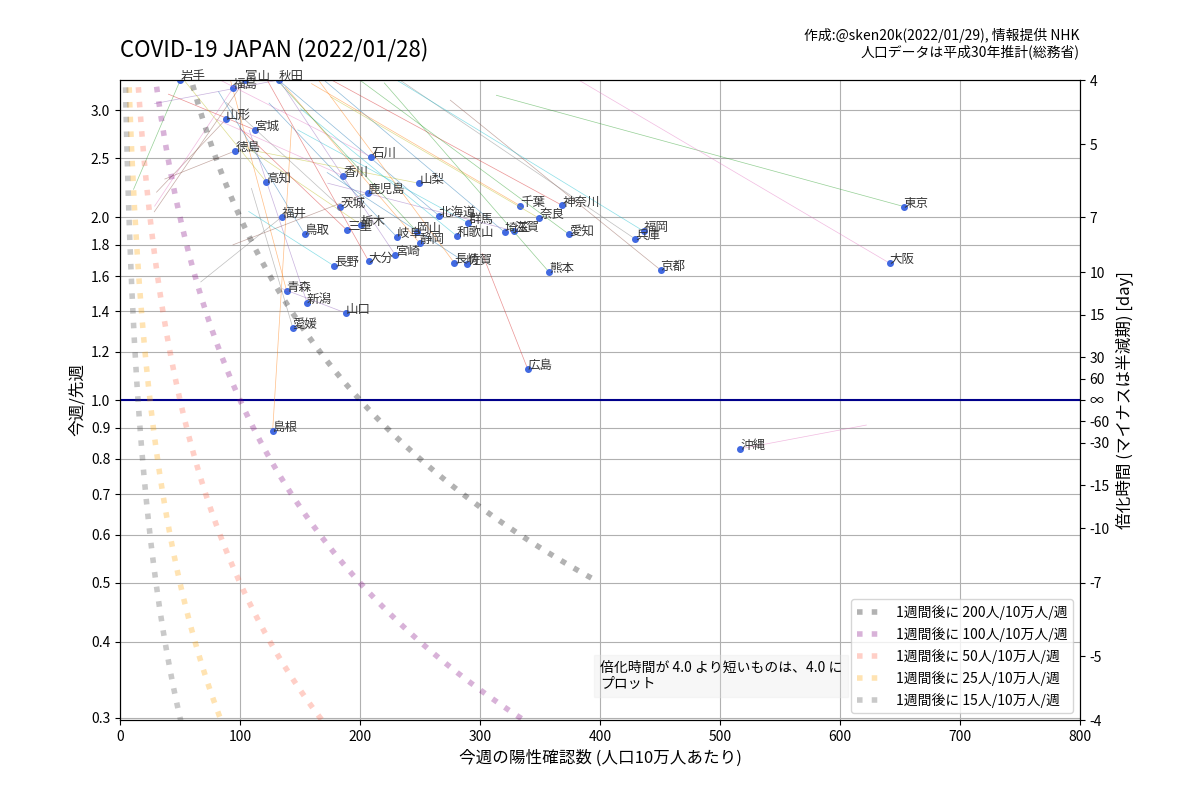 COVID-19 JAPAN (2022/01/28)
作成:@sken20k(2022/01/29), 情報提供 NHK
人口データは平成30年推計(総務省)
岩手
富山
秋田
福島
山形
宮城
徳島
石川
高知
香川
山梨
鹿児島
茨城
千葉
神奈川
東京
福井
北海道
奈良
鳥取
三重
栃木
群馬
岐阜
岡山
静岡
和歌山
埼玉
滋賀
愛知
福岡
兵庫
長野
大分
宮崎
長崎
佐賀
熊本
京都
大阪
青森
新潟
山口
愛媛
広島
島根
沖縄
3.0
2.5
2.0
1.8
1.6
1.4
1.2
1.0
0.9
0.8
0.7
0.6
0.5
0.4
0.3
今週/先週
4
5
7
10
15
30
60
∞
-60
-30
-15
-10
-7
-5
-4
倍化時間 (マイナスは半減期) [day]
倍化時間が 4.0 より短いものは、4.0 に
プロット
1週間後に 200人/10万人/週
1週間後に 100人/10万人/週
1週間後に 50人/10万人/週
1週間後に 25人/10万人/週
1週間後に 15人/10万人/週
0 100 200 300 400 500 600 700 800
今週の陽性確認数 (人口10万人あたり)